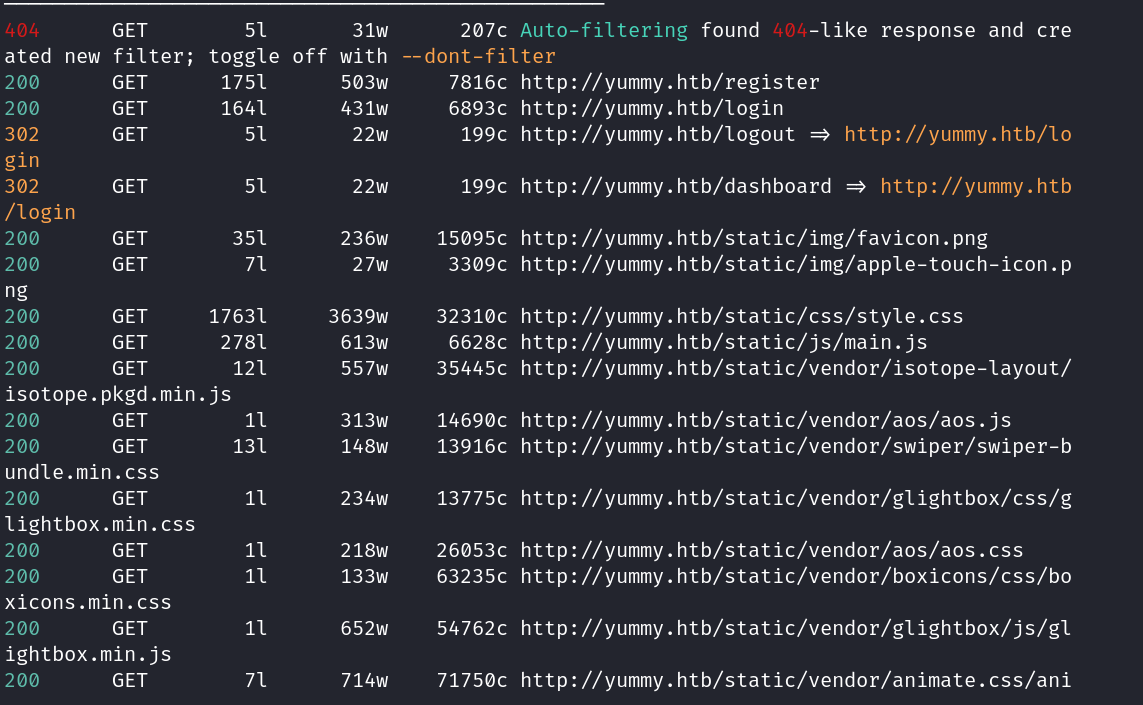 404      GET        5l       31w      207c Auto-filtering found 404-like response and cre
ated new filter; toggle off with --dont-filter
200      GET      175l      503w     7816c http://yummy.htb/register
200      GET      164l      431w     6893c http://yummy.htb/login
302      GET        5l       22w      199c http://yummy.htb/logout => http://yummy.htb/lo
gin
302      GET        5l       22w      199c http://yummy.htb/dashboard => http://yummy.htb
/login
200      GET       35l      236w    15095c http://yummy.htb/static/img/favicon.png
200      GET        7l       27w     3309c http://yummy.htb/static/img/apple-touch-icon.p
ng
200      GET     1763l     3639w    32310c http://yummy.htb/static/css/style.css
200      GET      278l      613w     6628c http://yummy.htb/static/js/main.js
200      GET       12l      557w    35445c http://yummy.htb/static/vendor/isotope-layout/
isotope.pkgd.min.js
200      GET        1l      313w    14690c http://yummy.htb/static/vendor/aos/aos.js
200      GET       13l      148w    13916c http://yummy.htb/static/vendor/swiper/swiper-b
undle.min.css
200      GET        1l      234w    13775c http://yummy.htb/static/vendor/glightbox/css/g
lightbox.min.css
200      GET        1l      218w    26053c http://yummy.htb/static/vendor/aos/aos.css
200      GET        1l      133w    63235c http://yummy.htb/static/vendor/boxicons/css/bo
xicons.min.css
200      GET        1l      652w    54762c http://yummy.htb/static/vendor/glightbox/js/gl
ightbox.min.js
200      GET        7l      714w    71750c http://yummy.htb/static/vendor/animate.css/ani